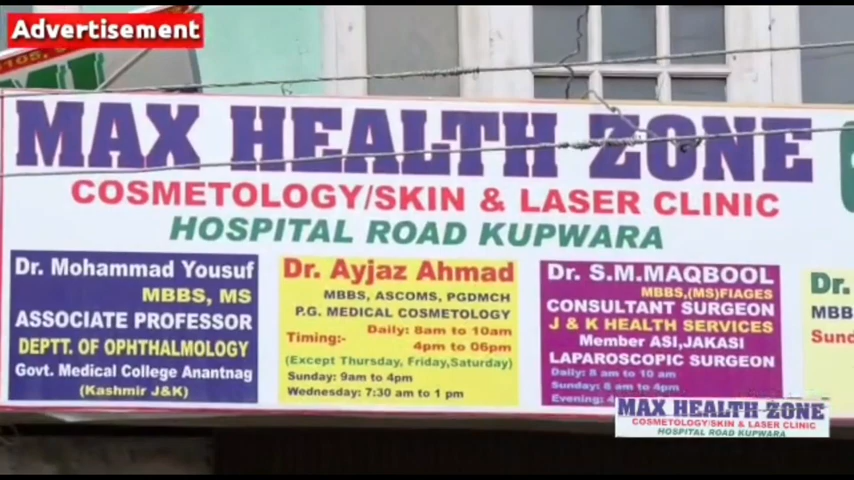 Advertisement
MAX HEALTH ZONE
COSMETOLOGY/SKIN & LASER CLINIC
HOSPITAL ROAD KUPWARA
Dr. Mohammad Yousuf
MBBS, MS
ASSOCIATE PROFESSOR
DEPTT. OF OPHTHALMOLOGY
Govt. Medical College Anantnag
(Kashmir J&K)
Dr. Ayjaz Ahmad
MBBS, ASCOMS, PGDMCH
P.G. MEDICAL COSMETOLOGY
Timing:- DAILY:- 8am to 10am
4pm to 06pm
(Except Thursday, Friday,Saturday)
Sunday:- 9am to 4pm
Wednesday:- 7:30 am to 1 pm
Dr. S.M.MAQBOOL
MBBS,(MS)FIAGES
CONSULTANT SURGEON
J & K HEALTH SERVICES
Member ASI,JAKASI
LAPAROSCOPIC SURGEON
Daily:- 8 am to 10 am
Sunday:- 8 am to 4pm
Evening:- 4
Dr.
MBBS
SURG
Timing:-
MAX HEALTH ZONE
COSMETOLOGY/SKIN & LASER CLINIC
HOSPITAL ROAD KUPWARA